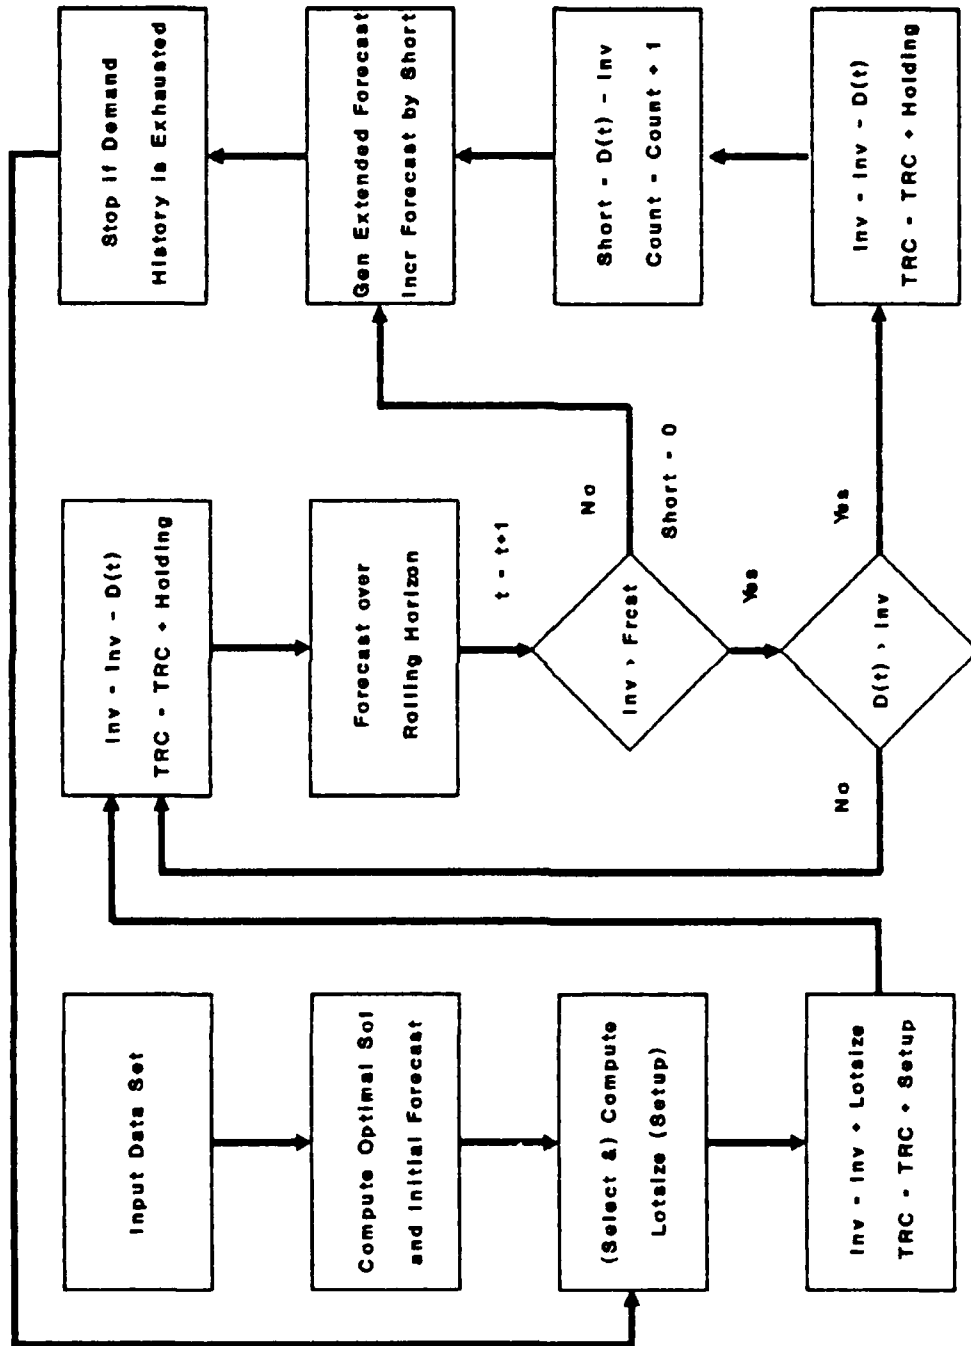 Input Data Set
Compute Optimal Sol
and Initial Forecast
(Select &) Compute
Lotsize (Setup)
Inv - Inv + Lotsize
TRC - TRC + Setup
Inv - Inv - D(t)
TRC - TRC + Holding
Forecast over
Rolling Horizon
t - t+1
Inv > Frcst
No
Short - 0
Yes
D(t) > Inv
No
Yes
Stop if Demand
History is Exhausted
Gen Extended Forecast
Incr Forecast by Short
Short - D(t) - Inv
Count - Count + 1
Inv - Inv - D(t)
TRC - TRC + Holding